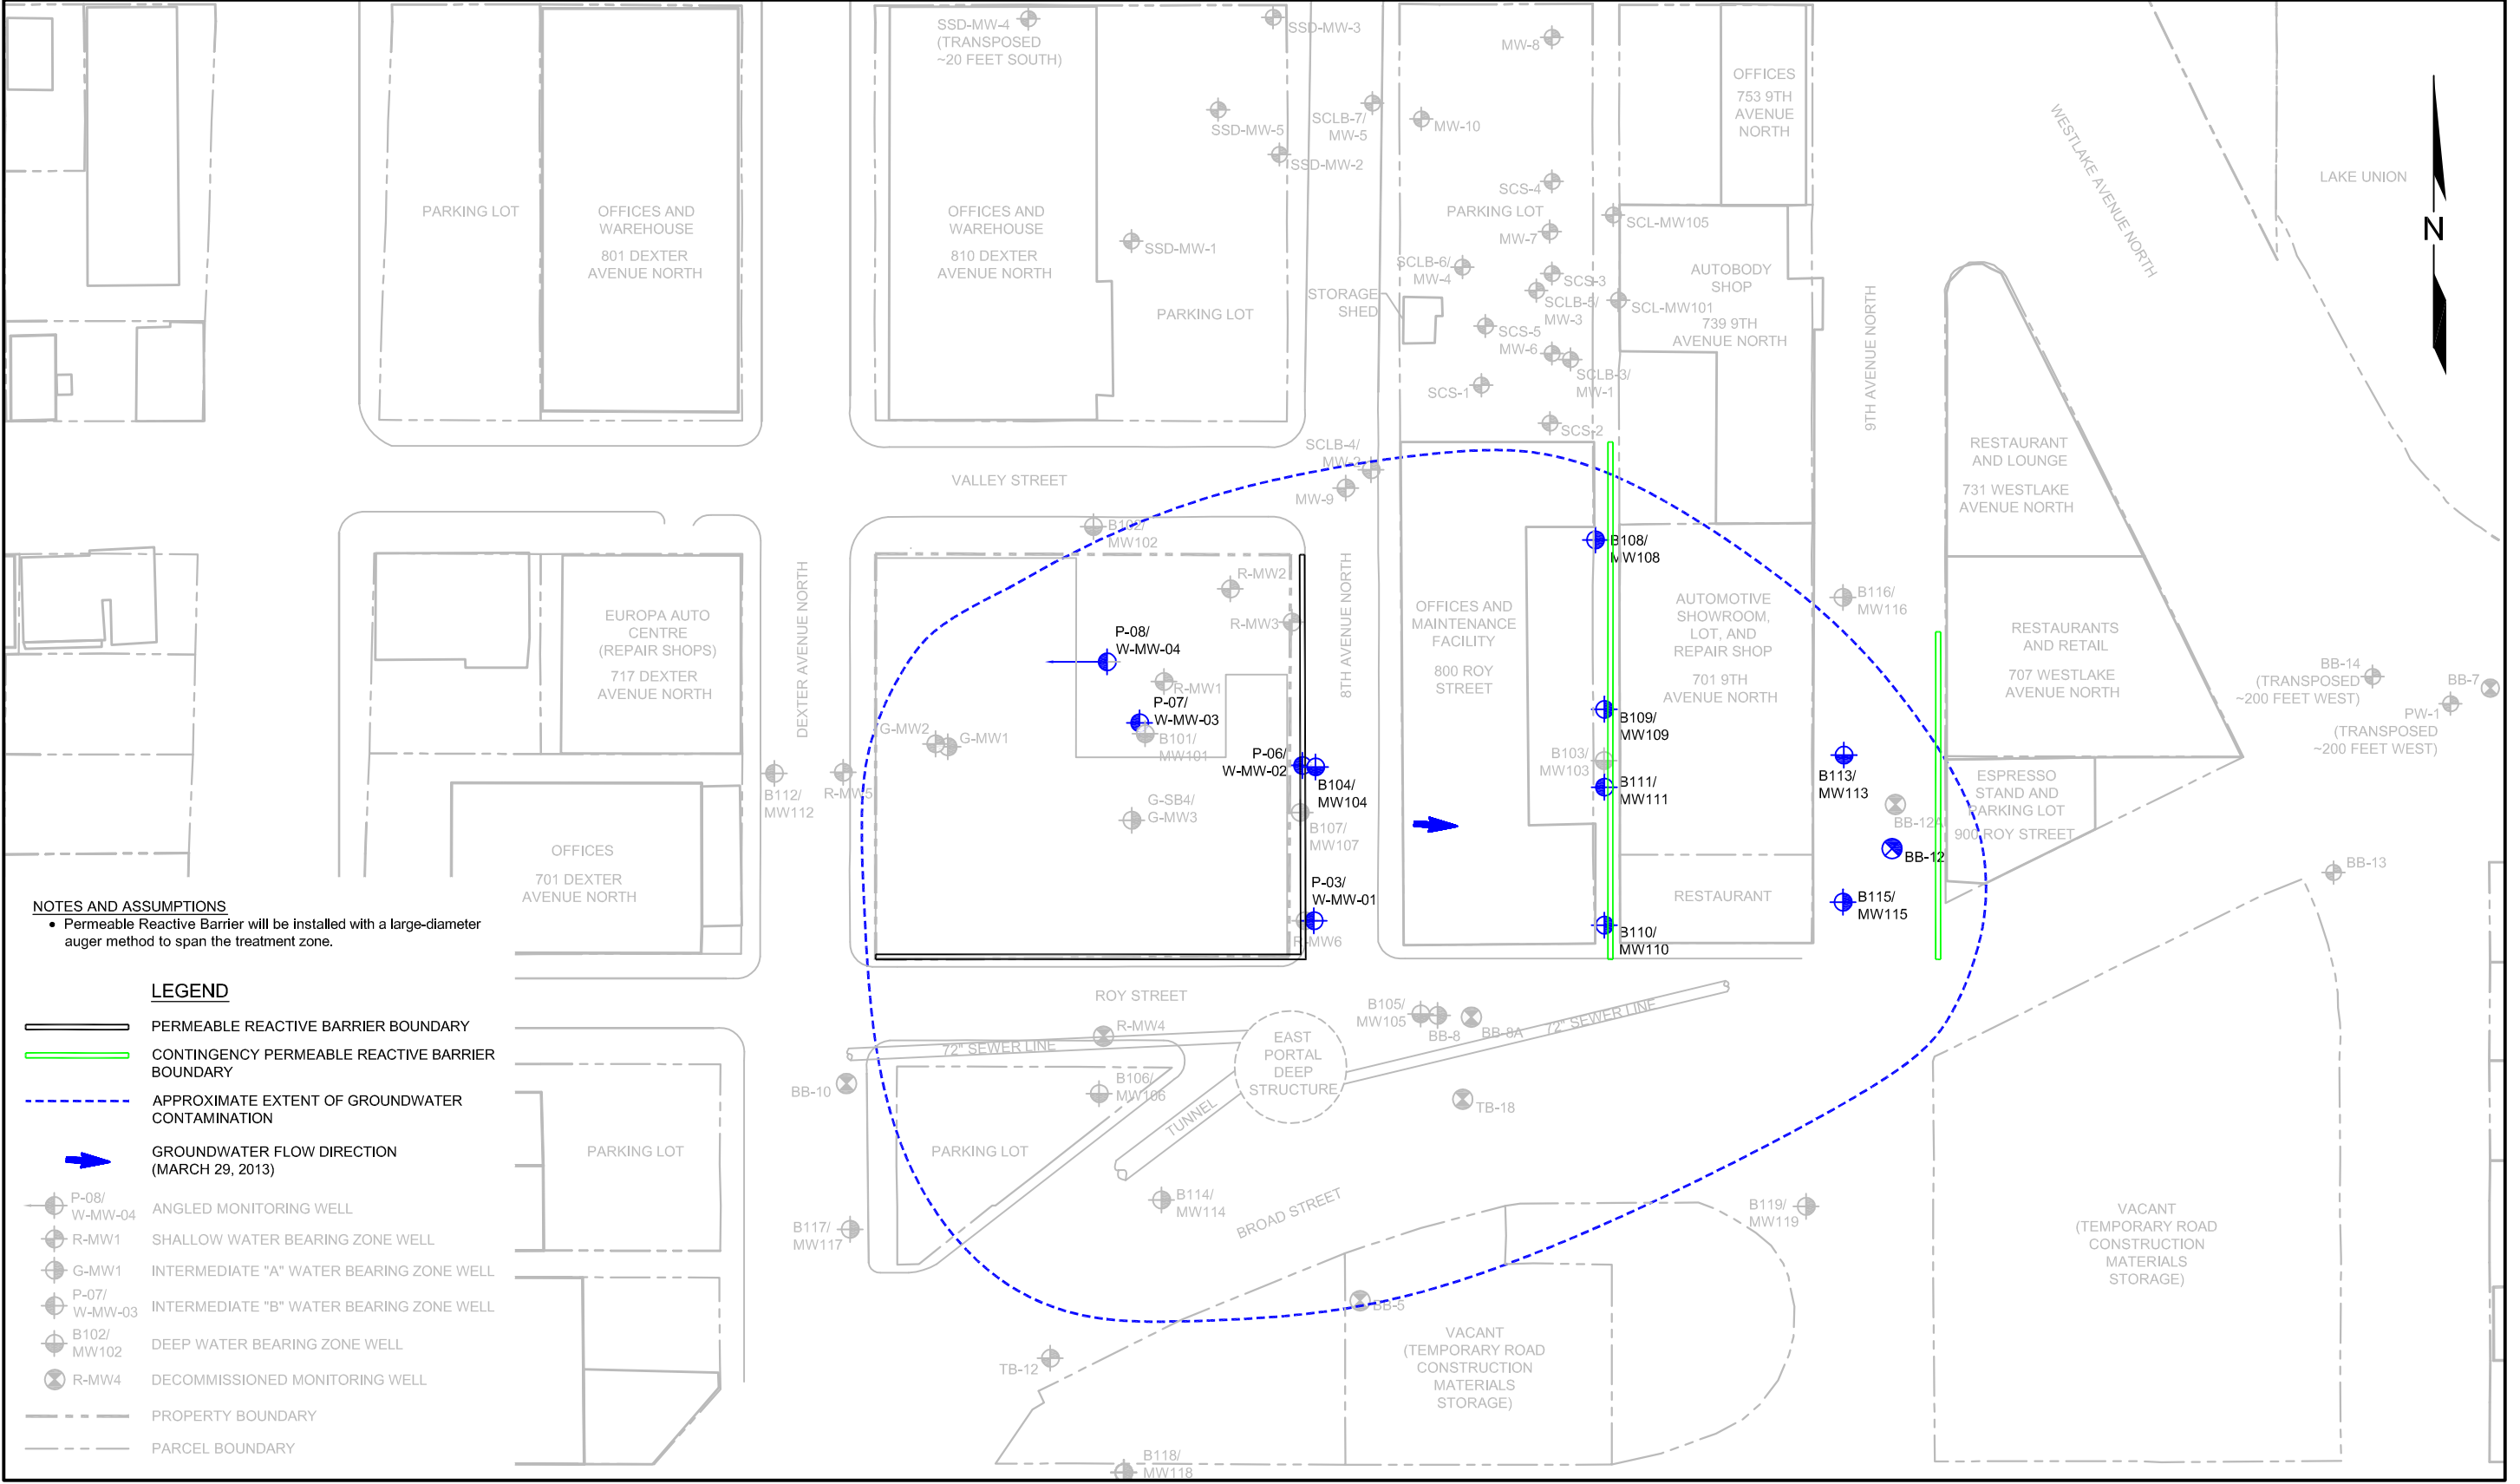 SSD-MW-4
(TRANSPOSED
~20 FEET SOUTH)
SSD-MW-3
MW-8
OFFICES
753 9TH
AVENUE
NORTH
WESTLAKE AVENUE NORTH
LAKE UNION
N
SSD-MW-5
SCLB-7/
MW-5
MW-10
SSD-MW-2
PARKING LOT
OFFICES AND
WAREHOUSE
801 DEXTER
AVENUE NORTH
OFFICES AND
WAREHOUSE
810 DEXTER
AVENUE NORTH
SSD-MW-1
PARKING LOT
SCS-4
PARKING LOT
MW-7
SCL-MW105
SCLB-6/
MW-4
SCS-3
SCLB-5/
MW-3
STORAGE
SHED
SCS-5
MW-6
SCLB-3/
MW-1
SCS-1
SCS-2
AUTOBODY
SHOP
SCL-MW101
739 9TH
AVENUE NORTH
9TH AVENUE NORTH
RESTAURANT
AND LOUNGE
731 WESTLAKE
AVENUE NORTH
VALLEY STREET
SCLB-4/
MW-2
MW-9
B102/
MW102
DEXTER AVENUE NORTH
8TH AVENUE NORTH
EUROPA AUTO
CENTRE
(REPAIR SHOPS)
717 DEXTER
AVENUE NORTH
R-MW2
R-MW3
P-08/
W-MW-04
R-MW1
P-07/
W-MW-03
B101/
MW101
G-MW2
G-MW1
P-06/
W-MW-02
B104/
MW104
G-SB4/
G-MW3
B107/
MW107
B112/
MW112
R-MW5
P-03/
W-MW-01
R-MW6
OFFICES AND
MAINTENANCE
FACILITY
800 ROY
STREET
B108/
MW108
B109/
MW109
B103/
MW103
B111/
MW111
B110/
MW110
AUTOMOTIVE
SHOWROOM,
LOT, AND
REPAIR SHOP
701 9TH
AVENUE NORTH
RESTAURANT
B116/
MW116
B113/
MW113
BB-12A
BB-12
B115/
MW115
RESTAURANTS
AND RETAIL
707 WESTLAKE
AVENUE NORTH
ESPRESSO
STAND AND
PARKING LOT
900 ROY STREET
BB-14
(TRANSPOSED
~200 FEET WEST)
BB-7
PW-1
(TRANSPOSED
~200 FEET WEST)
BB-13
OFFICES
701 DEXTER
AVENUE NORTH
ROY STREET
R-MW4
72" SEWER LINE
EAST
PORTAL
DEEP
STRUCTURE
B105/
MW105
BB-8
BB-8A
72" SEWER LINE
BB-10
B106/
MW106
TUNNEL
TB-18
PARKING LOT
PARKING LOT
B117/
MW117
B114/
MW114
BROAD STREET
B119/
MW119
BB-5
TB-12
B118/
MW118
VACANT
(TEMPORARY ROAD
CONSTRUCTION
MATERIALS
STORAGE)
VACANT
(TEMPORARY ROAD
CONSTRUCTION
MATERIALS
STORAGE)
NOTES AND ASSUMPTIONS
• Permeable Reactive Barrier will be installed with a large-diameter
auger method to span the treatment zone.
LEGEND
PERMEABLE REACTIVE BARRIER BOUNDARY
CONTINGENCY PERMEABLE REACTIVE BARRIER
BOUNDARY
APPROXIMATE EXTENT OF GROUNDWATER
CONTAMINATION
GROUNDWATER FLOW DIRECTION
(MARCH 29, 2013)
P-08/
W-MW-04
ANGLED MONITORING WELL
R-MW1
SHALLOW WATER BEARING ZONE WELL
G-MW1
INTERMEDIATE "A" WATER BEARING ZONE WELL
P-07/
W-MW-03
INTERMEDIATE "B" WATER BEARING ZONE WELL
B102/
MW102
DEEP WATER BEARING ZONE WELL
R-MW4
DECOMMISSIONED MONITORING WELL
PROPERTY BOUNDARY
PARCEL BOUNDARY